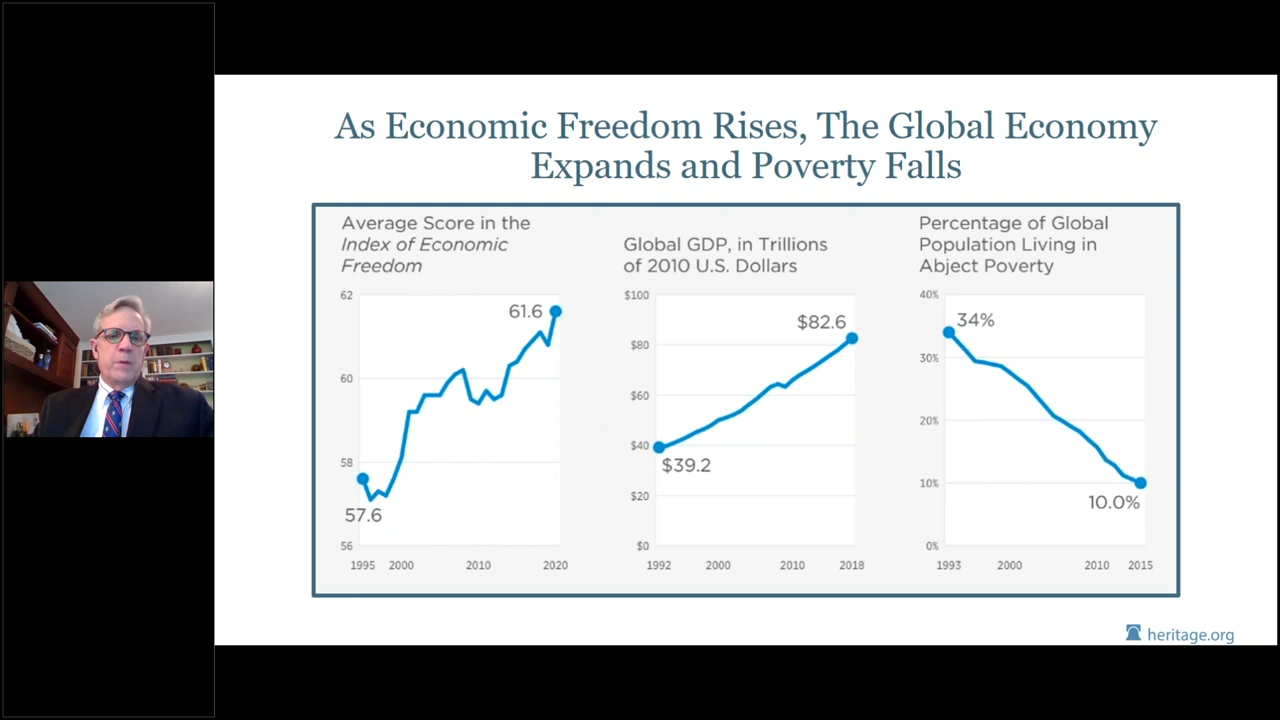 As Economic Freedom Rises, The Global Economy
Expands and Poverty Falls
Average Score in the
Index of Economic
Freedom
62
60
58
56
61.6
57.6
1995 2000 2010 2020
Global GDP, in Trillions
of 2010 U.S. Dollars
$100
$80
$60
$40
$20
$0
$82.6
$39.2
1992 2000 2010 2018
Percentage of Global
Population Living in
Abject Poverty
40%
30%
20%
10%
0%
34%
10.0%
1993 2000 2010 2015
heritage.org